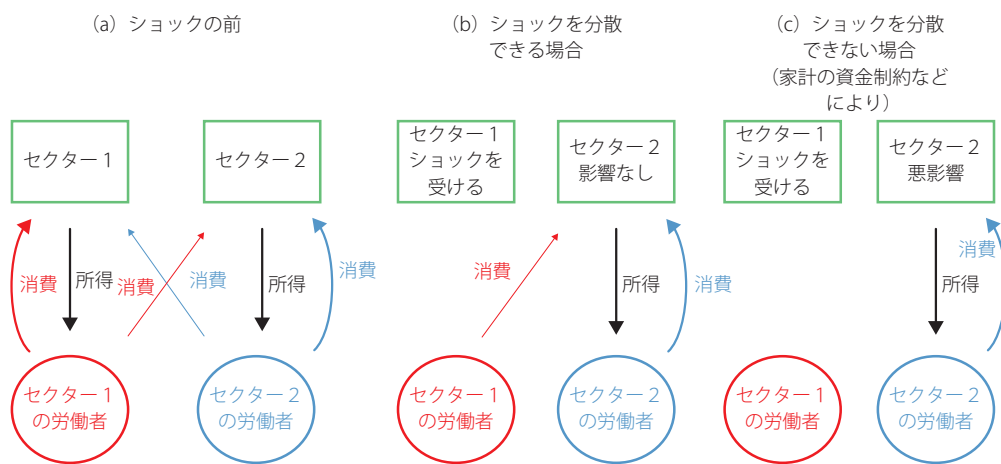 (a)ショックの前
セクター1
セクター2
消費
所得
消費
消費
所得
消費
セクター1
の労働者
セクター2
の労働者
(b)ショックを分散
できる場合
セクター1
ショックを
受ける
セクター2
影響なし
消費
所得
消費
セクター1
の労働者
セクター2
の労働者
(c)ショックを分散
できない場合
(家計の資金制約など
により)
セクター1
ショックを
受ける
セクター2
悪影響
消費
所得
セクター1
の労働者
セクター2
の労働者